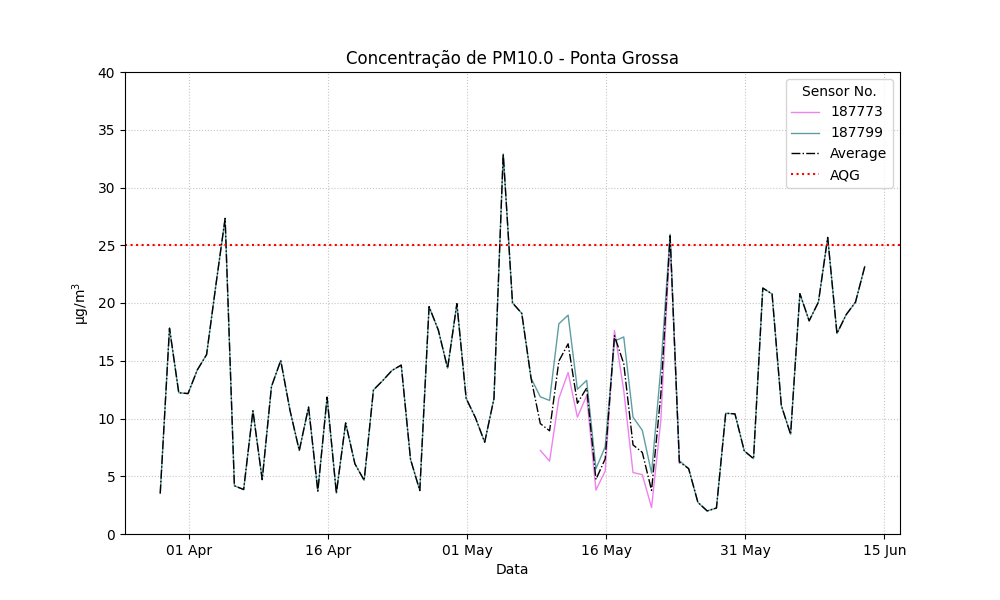 Concentração de PM10.0 - Ponta Grossa
40
35
30
25
20
15
10
5
0
µg/m³
Sensor No.
187773
187799
Average
AQG
01 Apr
16 Apr
01 May
16 May
31 May
15 Jun
Data